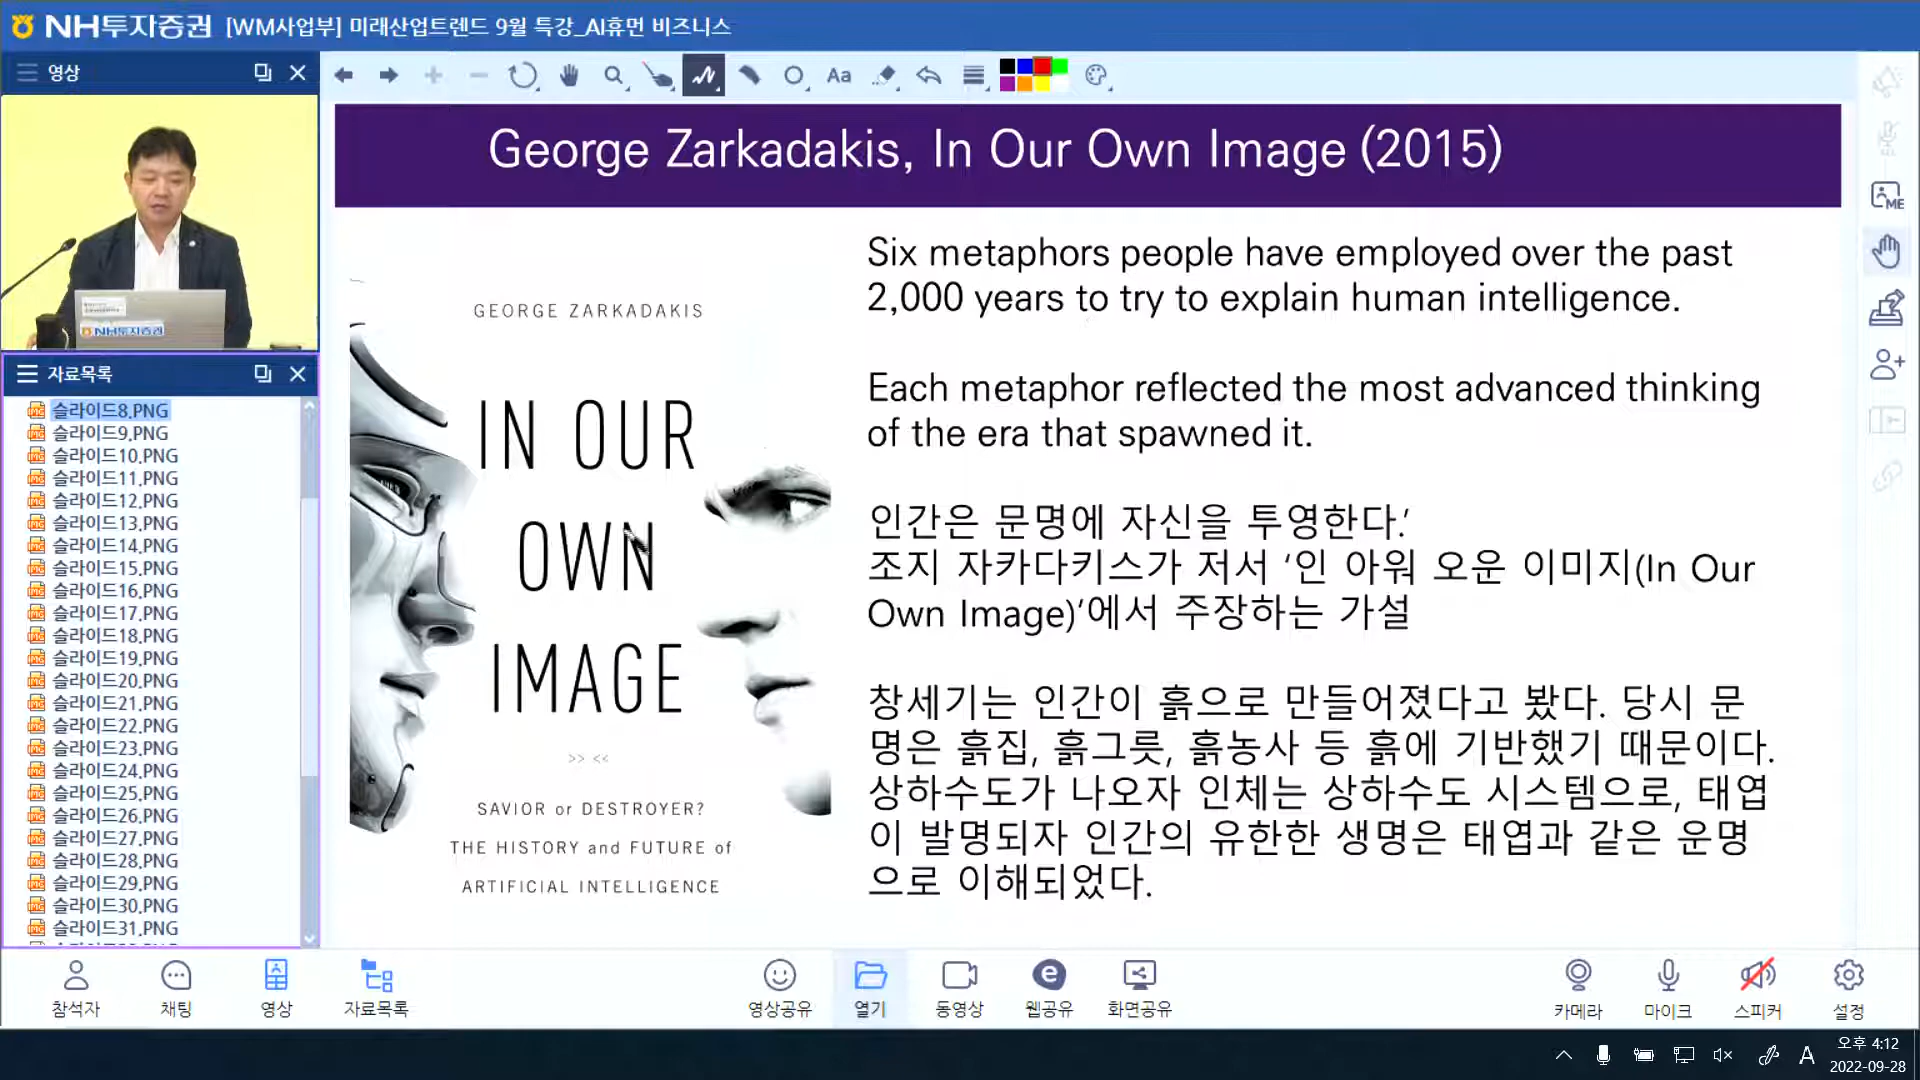 NH투자증권 [WM사업부] 미래산업트렌드 9월 특강_AI휴먼 비즈니스
영상
Aa
ME
George Zarkadakis, In Our Own Image (2015)
GEORGE ZARKADAKIS
IN OUR
OWN
IMAGE
>> <<
SAVIOR or DESTROYER?
THE HISTORY and FUTURE of
ARTIFICIAL INTELLIGENCE
Six metaphors people have employed over the past
2,000 years to try to explain human intelligence.
Each metaphor reflected the most advanced thinking
of the era that spawned it.
인간은 문명에 자신을 투영한다.’
조지 자카다키스가 저서 ‘인 아워 오운 이미지(In Our
Own Image)’에서 주장하는 가설
창세기는 인간이 흙으로 만들어졌다고 봤다. 당시 문
명은 흙집, 흙그릇, 흙농사 등 흙에 기반했기 때문이다.
상하수도가 나오자 인체는 상하수도 시스템으로, 태엽
이 발명되자 인간의 유한한 생명은 태엽과 같은 운명
으로 이해되었다.
NH투자증권
자료목록
슬라이드8.PNG
슬라이드9.PNG
슬라이드10.PNG
슬라이드11.PNG
슬라이드12.PNG
슬라이드13.PNG
슬라이드14.PNG
슬라이드15.PNG
슬라이드16.PNG
슬라이드17.PNG
슬라이드18.PNG
슬라이드19.PNG
슬라이드20.PNG
슬라이드21.PNG
슬라이드22.PNG
슬라이드23.PNG
슬라이드24.PNG
슬라이드25.PNG
슬라이드26.PNG
슬라이드27.PNG
슬라이드28.PNG
슬라이드29.PNG
슬라이드30.PNG
슬라이드31.PNG
참석자 채팅 영상 자료목록 영상공유 열기 동영상 웹공유 화면공유 카메라 마이크 스피커 설정
A 오후 4:12
2022-09-28